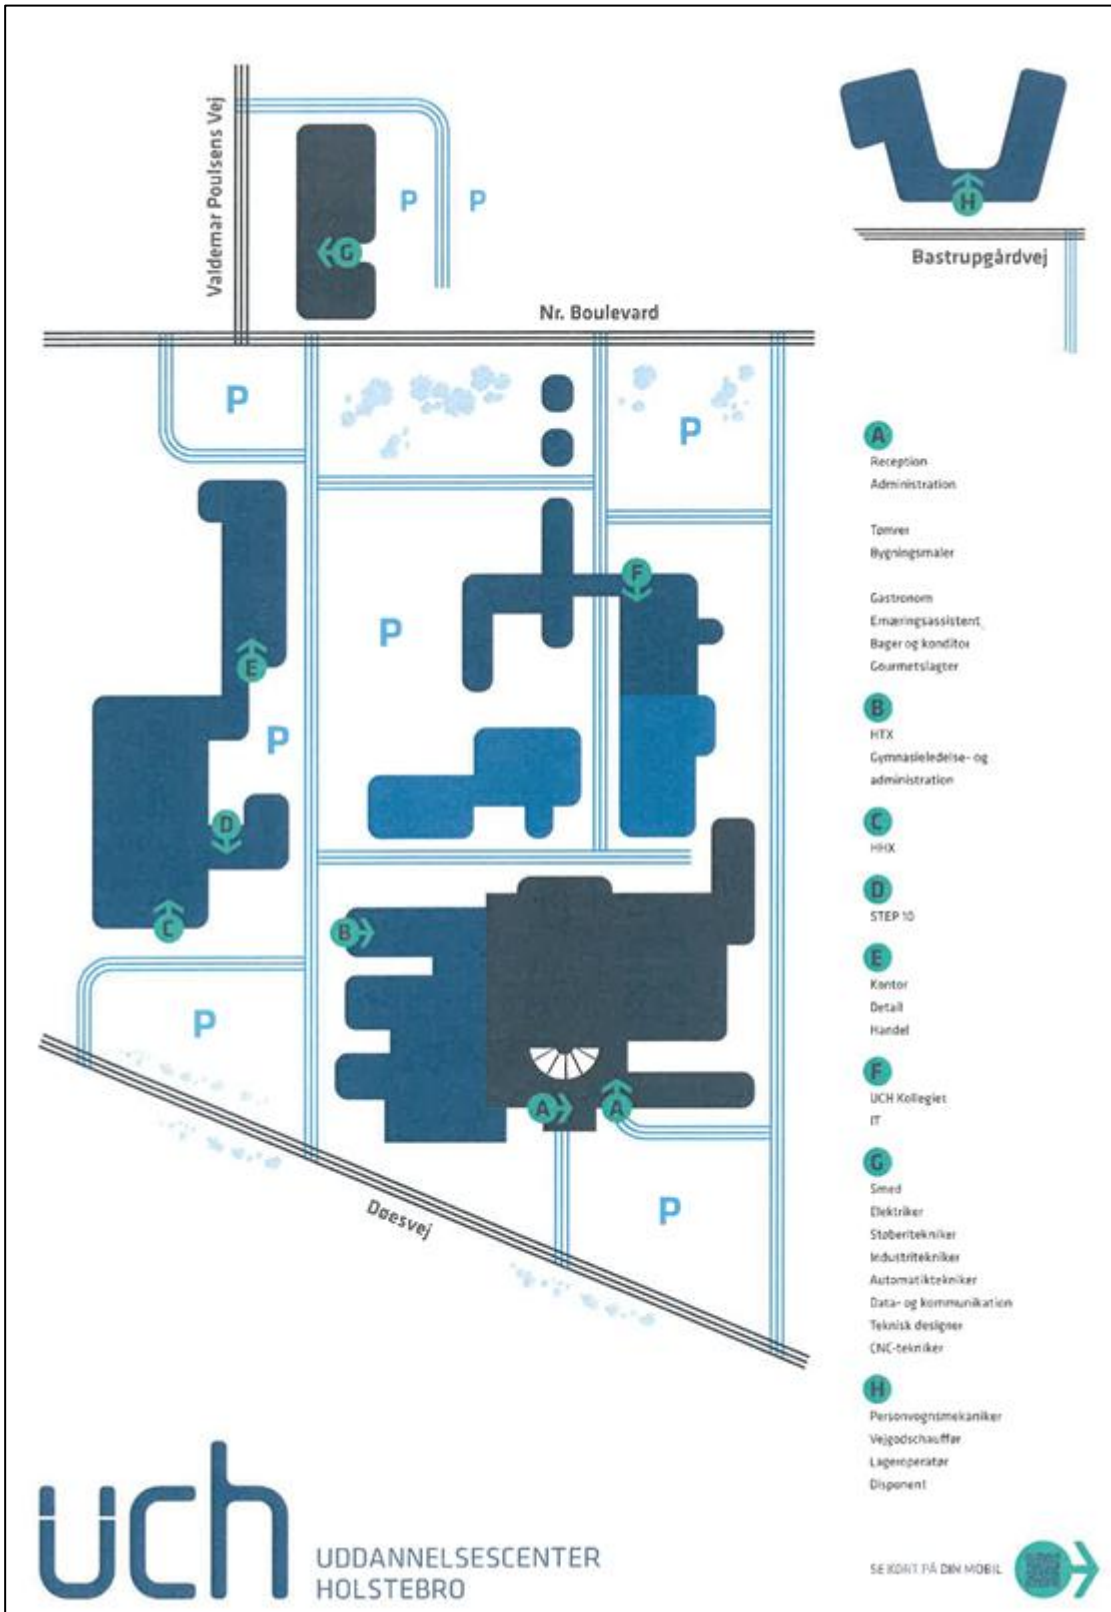 Valdemar Poulsens Vej
P
P
H
G
Bastrupgårdvej
Nr. Boulevard
P
P
A
Reception
Administration
Tømrer
Bygningsmaler
F
Gastronom
Ernæringsassistent
Bager og konditor
Gourmetslagter
P
E
B
HTX
Gymnasieledelse- og
administration
P
D
C
HHX
D
STEP 10
C
B
E
Kontor
Detail
Handel
P
F
UCH Kollegiet
IT
A
A
G
Smed
Elektriker
Støberitekniker
Industritekniker
Automatiktekniker
Data- og kommunikation
Teknisk designer
CNC-tekniker
P
Døesvej
H
Personvognsmekaniker
Vejgodschauffør
Lageroperatør
Disponent
uch
UDDANNELSESCENTER
HOLSTEBRO
SE KORT PÅ DIN MOBIL